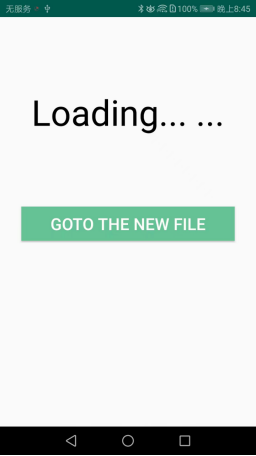 无服务
100%
晚上8:45
Loading... ...
GOTO THE NEW FILE